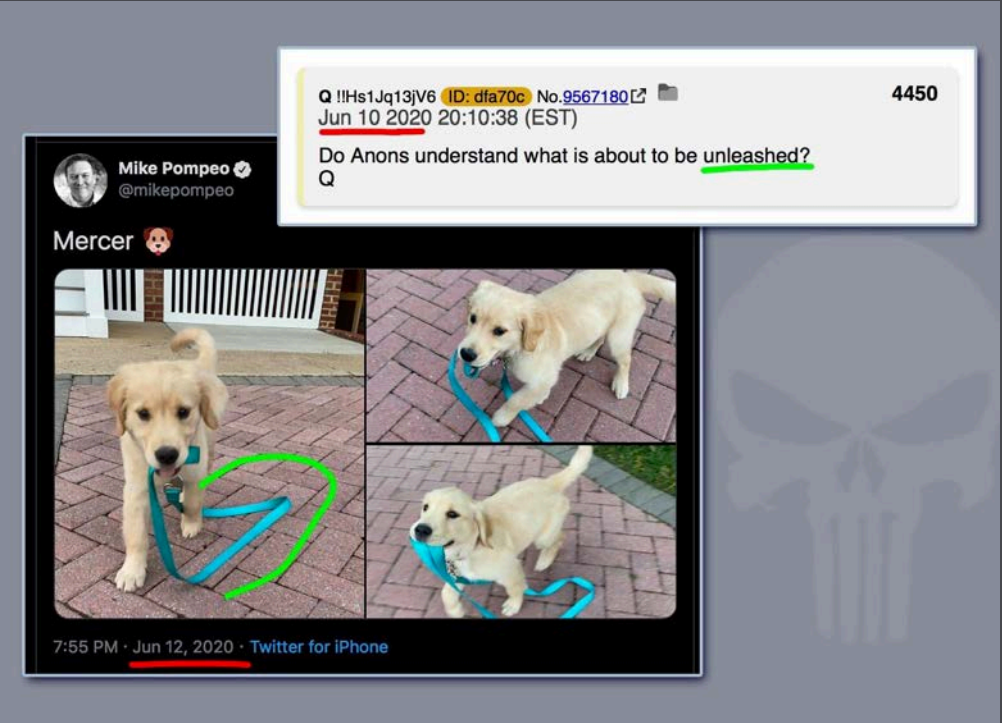 Q !!Hs1Jq13jV6 ID: dfa70c No.9567180 4450
Jun 10 2020 20:10:38 (EST)
Do Anons understand what is about to be unleashed?
Q
Mike Pompeo
@mikepompeo
Mercer 🐶
7:55 PM · Jun 12, 2020 · Twitter for iPhone